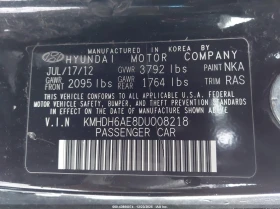 MANUFACTURED IN KOREA BY
HYUNDAI MOTOR COMPANY
JUL/17/12 GVWR 3792 lbs PAINT NKA
GAWR FRONT 2095 lbs GAWR REAR 1764 lbs TRIM RAS
THIS VEHICLE CONFORMS TO ALL APPLICABLE
U.S. FEDERAL MOTOR VEHICLE SAFETY, BUMPER, AND
THEFT PREVENTION STANDARDS
IN EFFECT ON THE DATE OF MANUFACTURE SHOWN ABOVE.
V.I.N KMHDH6AE8DU008218
PASSENGER CAR